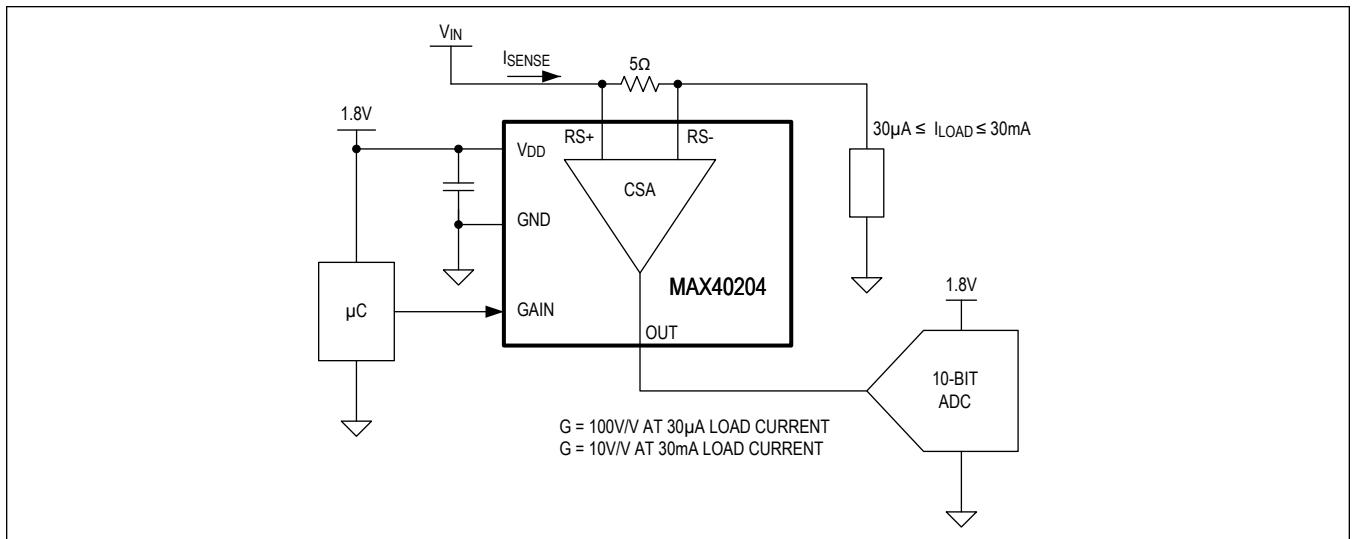 VIN
ISENSE
5Ω
1.8V
RS+
RS-
30µA ≤ ILOAD ≤ 30mA
VDD
CSA
GND
MAX40204
1.8V
µC
GAIN
OUT
10-BIT
ADC
G = 100V/V AT 30µA LOAD CURRENT
G = 10V/V AT 30mA LOAD CURRENT